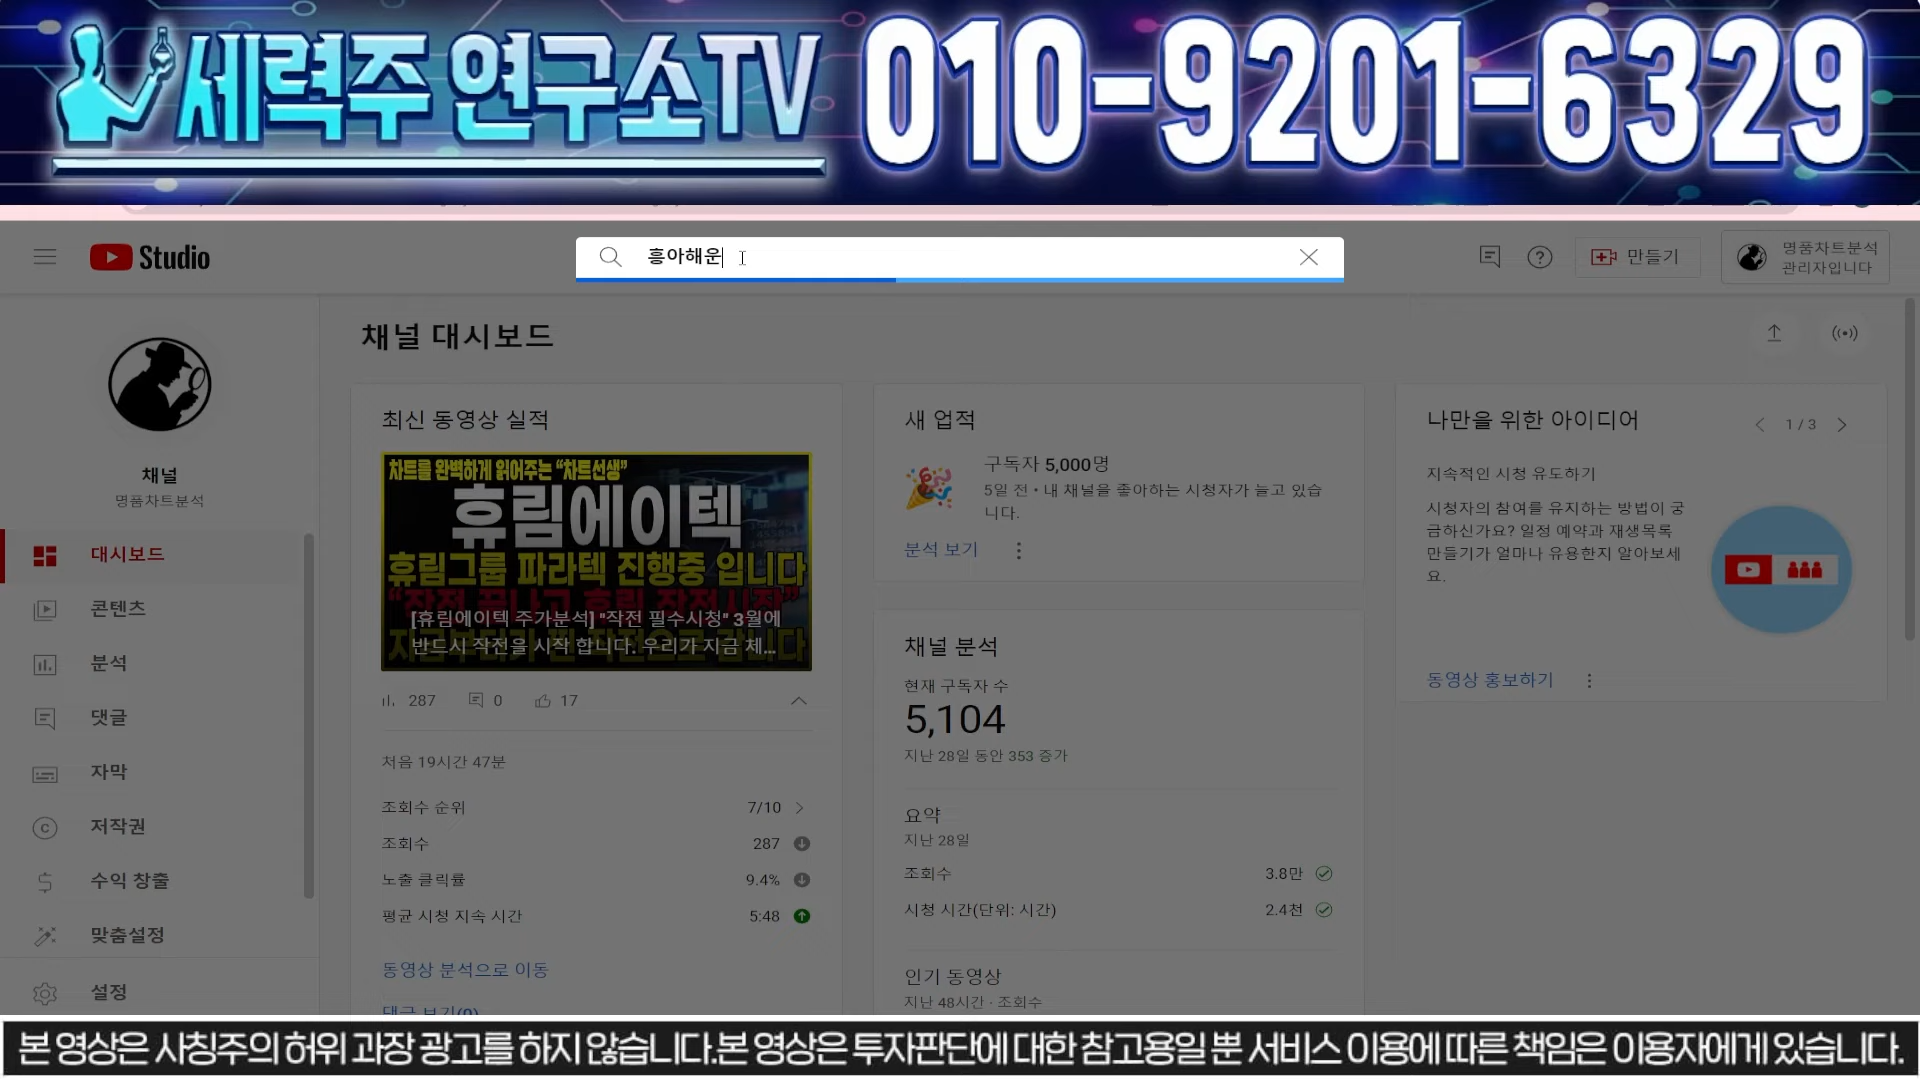 세력주 연구소TV 010-9201-6329
Studio
흥아해운
만들기
명품차트분석
관리자입니다
채널
명품차트분석
대시보드
콘텐츠
분석
댓글
자막
저작권
수익 창출
맞춤설정
설정
채널 대시보드
최신 동영상 실적
차트를 완벽하게 읽어주는 "차트선생"
휴림에이텍
휴림그룹 파라텍 진행중 입니다
"작전 끝나고 휴림 작전시작"
[휴림에이텍 주가분석] "작전 필수시청" 3월에
반드시 작전을 시작 합니다. 우리가 지금 체...
287 0 17
처음 19시간 47분
조회수 순위 7/10
조회수 287
노출 클릭률 9.4%
평균 시청 지속 시간 5:48
동영상 분석으로 이동
댓글 보기(0)
새 업적
구독자 5,000명
5일 전 • 내 채널을 좋아하는 시청자가 늘고 있습
니다.
분석 보기
채널 분석
현재 구독자 수
5,104
지난 28일 동안 353 증가
요약
지난 28일
조회수 3.8만
시청 시간(단위: 시간) 2.4천
인기 동영상
지난 48시간 · 조회수
나만을 위한 아이디어
1 / 3
지속적인 시청 유도하기
시청자의 참여를 유지하는 방법이 궁
금하신가요? 일정 예약과 재생목록
만들기가 얼마나 유용한지 알아보세
요.
동영상 홍보하기
본 영상은 사칭주의 허위 과장 광고를 하지 않습니다.본 영상은 투자판단에 대한 참고용일 뿐 서비스 이용에 따른 책임은 이용자에게 있습니다.